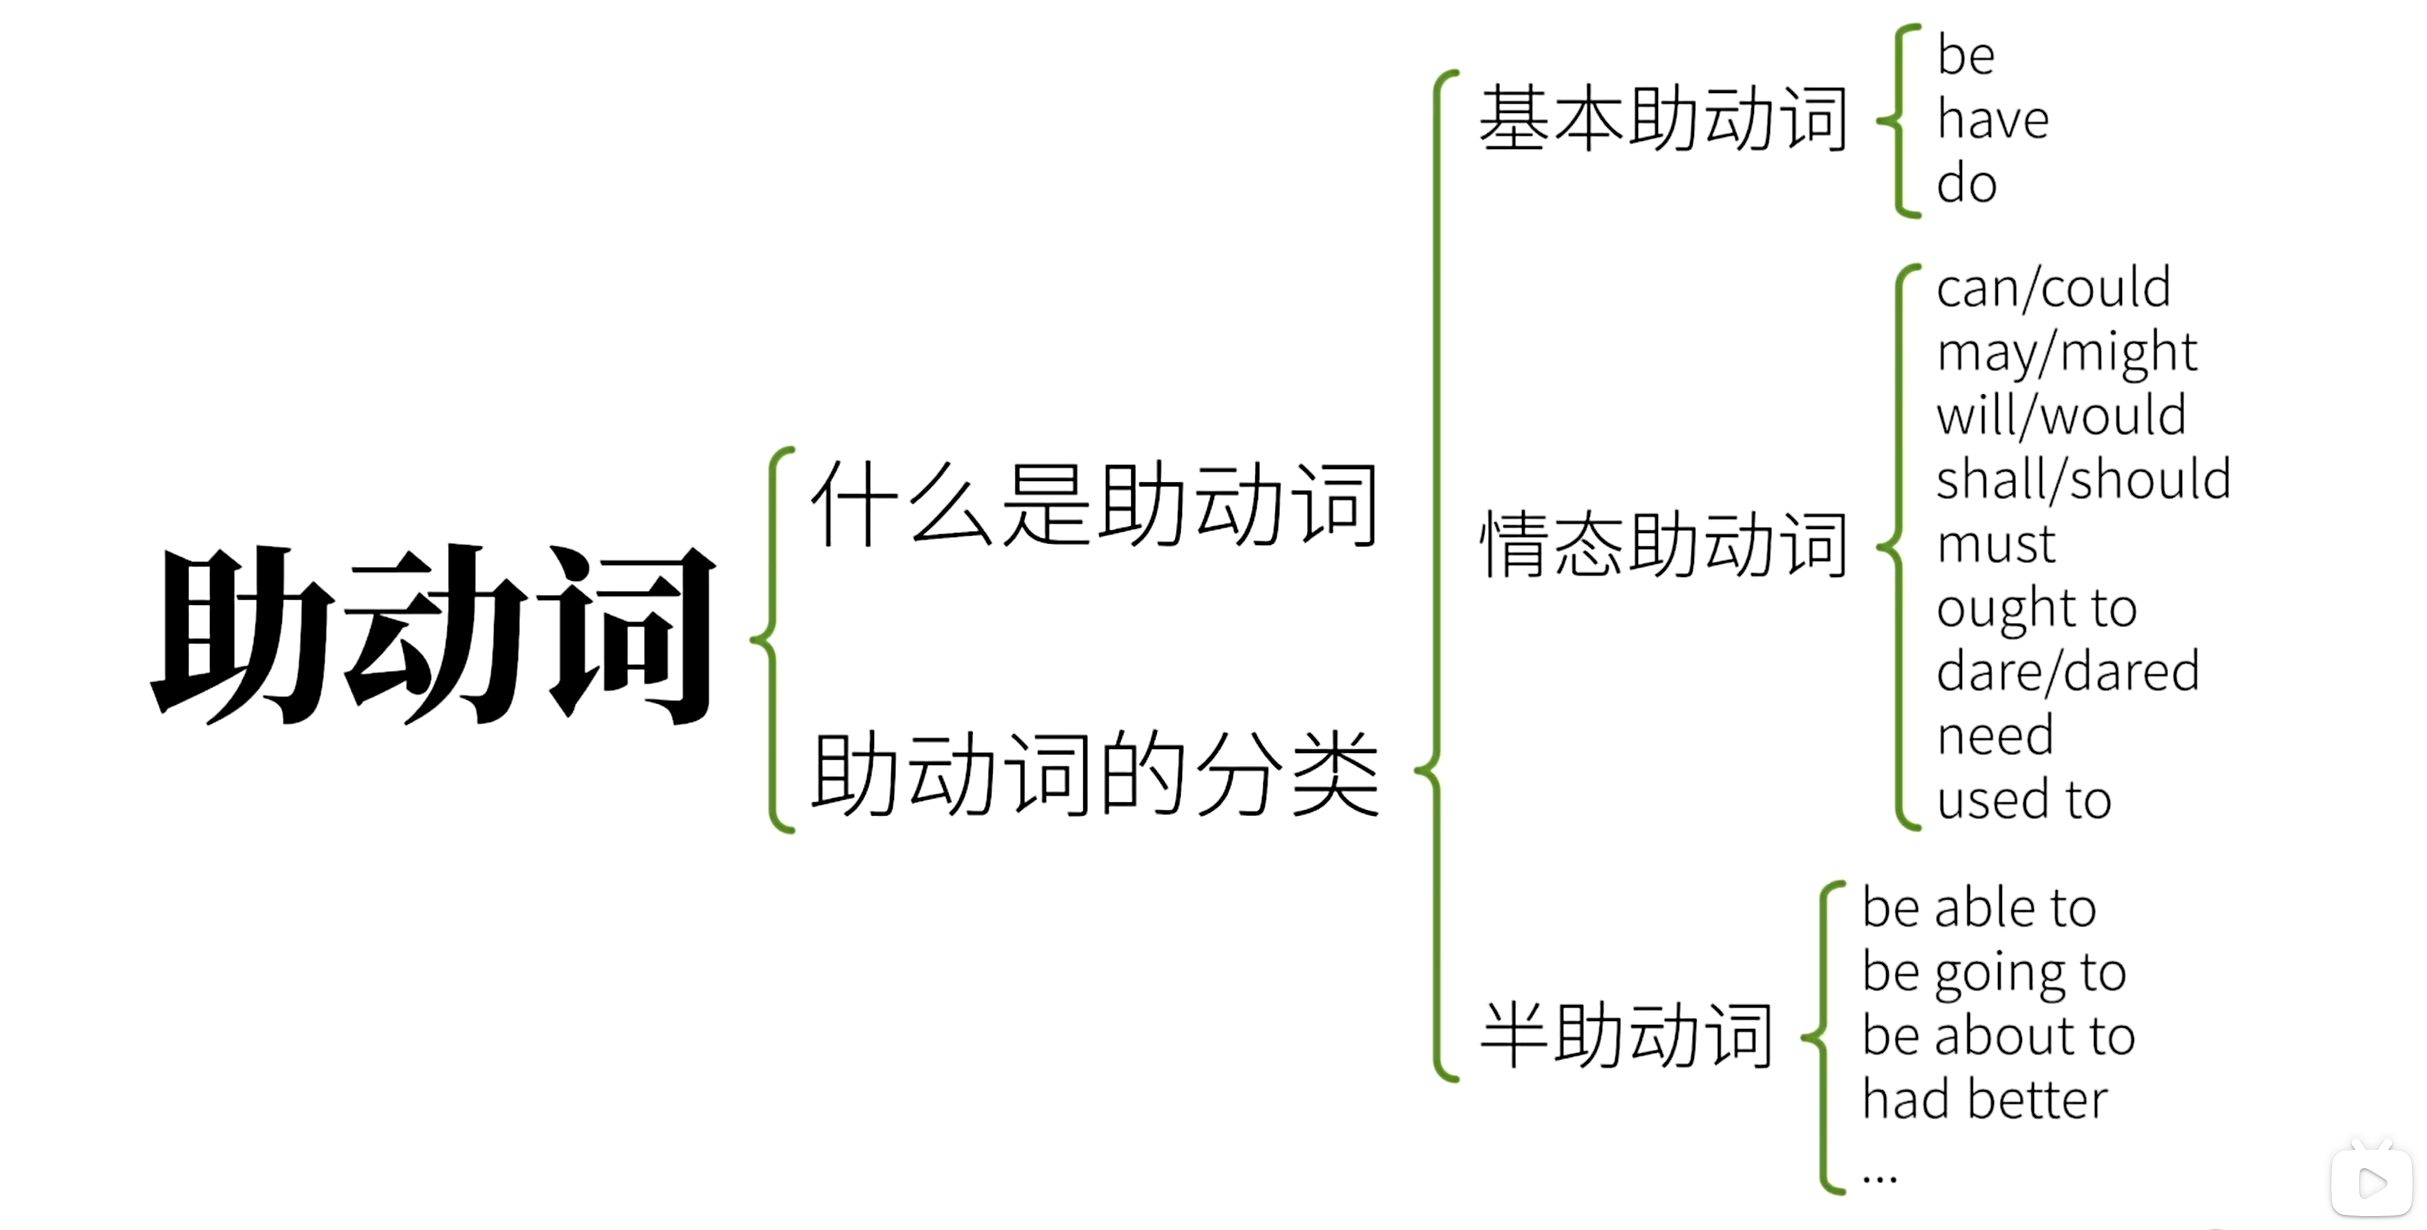 助动词
什么是助动词
助动词的分类
基本助动词
be
have
do
情态助动词
can/could
may/might
will/would
shall/should
must
ought to
dare/dared
need
used to
半助动词
be able to
be going to
be about to
had better
...